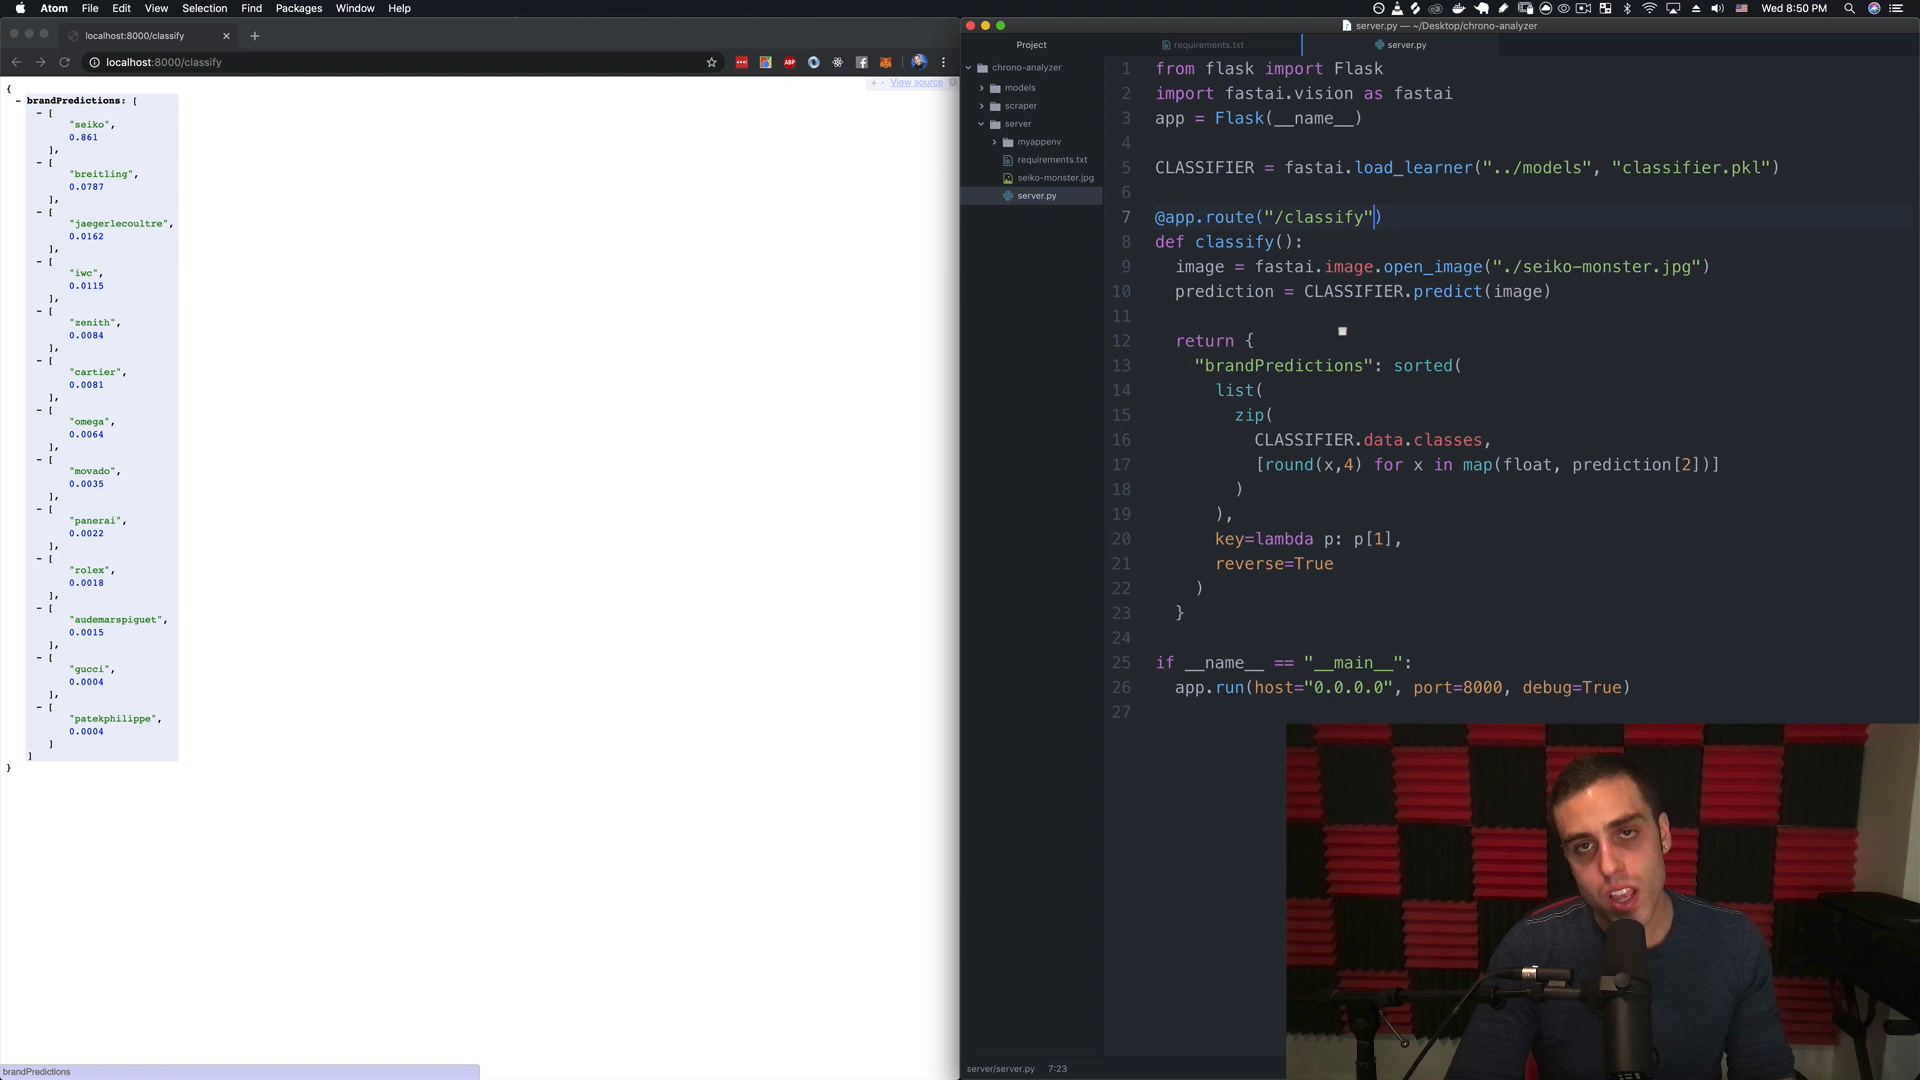 Atom File Edit View Selection Find Packages Window Help
Wed 8:50 PM
localhost:8000/classify
localhost:8000/classify
ABP
+ - View source
{
- brandPredictions: [
- [
"seiko",
0.861
],
- [
"breitling",
0.0787
],
- [
"jaegerlecoultre",
0.0162
],
- [
"iwc",
0.0115
],
- [
"zenith",
0.0084
],
- [
"cartier",
0.0081
],
- [
"omega",
0.0064
],
- [
"movado",
0.0035
],
- [
"panerai",
0.0022
],
- [
"rolex",
0.0018
],
- [
"audemarspiguet",
0.0015
],
- [
"gucci",
0.0004
],
- [
"patekphilippe",
0.0004
]
]
}
brandPredictions
server.py — ~/Desktop/chrono-analyzer
Project
chrono-analyzer
models
scraper
server
myappenv
requirements.txt
seiko-monster.jpg
server.py
requirements.txt
server.py
1 from flask import Flask
2 import fastai.vision as fastai
3 app = Flask(__name__)
4
5 CLASSIFIER = fastai.load_learner("../models", "classifier.pkl")
6
7 @app.route("/classify")
8 def classify():
9 image = fastai.image.open_image("./seiko-monster.jpg")
10 prediction = CLASSIFIER.predict(image)
11
12 return {
13 "brandPredictions": sorted(
14 list(
15 zip(
16 CLASSIFIER.data.classes,
17 [round(x,4) for x in map(float, prediction[2])]
18 )
19 ),
20 key=lambda p: p[1],
21 reverse=True
22 )
23 }
24
25 if __name__ == "__main__":
26 app.run(host="0.0.0.0", port=8000, debug=True)
27
server/server.py 7:23